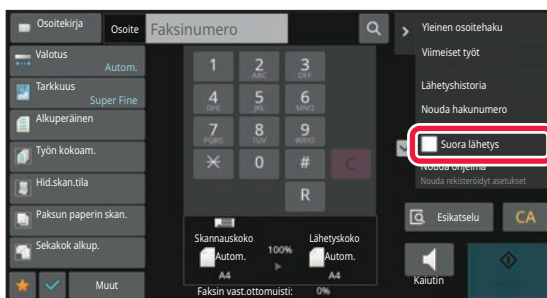 Osoitekirja
Osoite
Faksinumero
Valotus
Autom.
Tarkkuus
Super Fine
Alkuperäinen
Työn kokoam.
Hid.skan.tila
Paksun paperin skan.
Sekakok alkup.
Muut
1
2
ABC
3
DEF
4
GHI
5
JKL
6
MNO
7
PQRS
8
TUV
9
WXYZ
0
#
C
R
Skannauskoko
Autom.
A4
100%
Lähetyskoko
Autom.
A4
Faksin vast.ottomuisti: 0%
Yleinen osoitehaku
Viimeiset työt
Lähetyshistoria
Nouda hakunumero
Suora lähetys
Nouda ohjelma
Nouda rekisteröidyt asetukset
Esikatselu
CA
Kaiutin